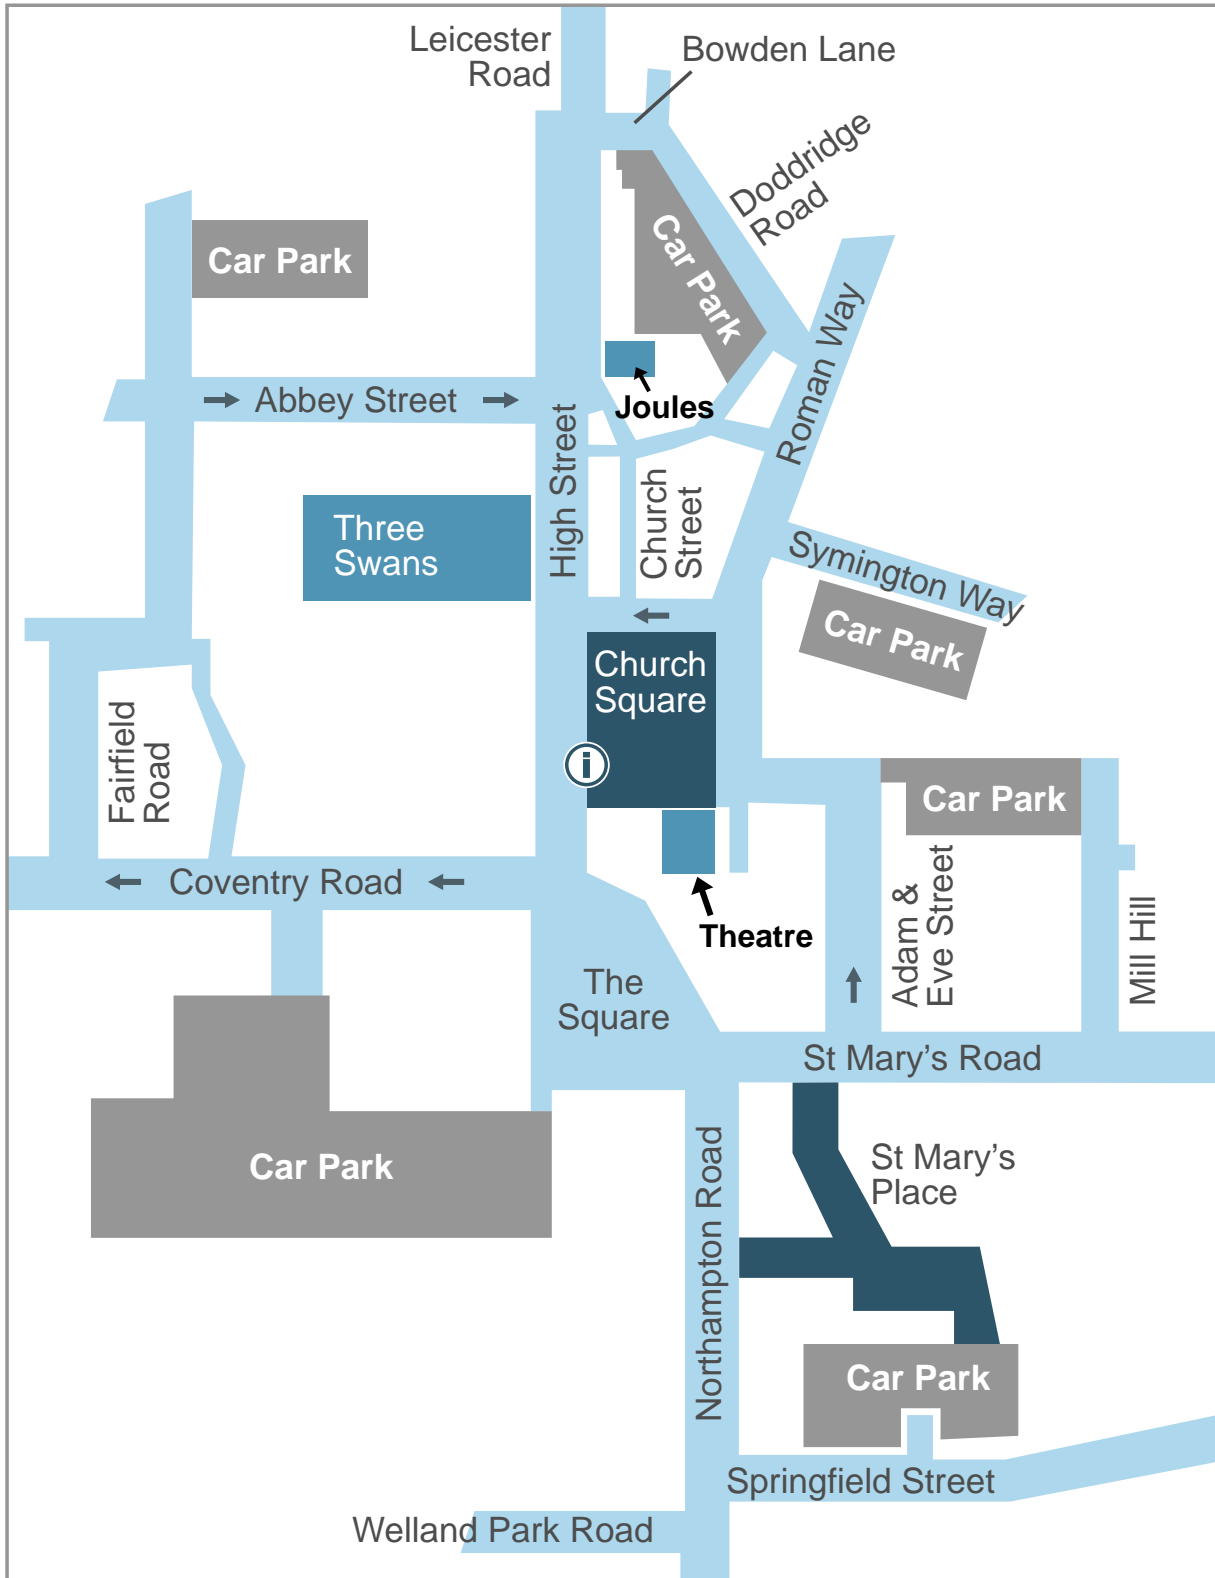 Leicester
Road
Bowden Lane
Doddridge
Road
Car Park
Car Park
Roman Way
Abbey Street
Joules
High Street
Church
Street
Three
Swans
Symington Way
Car Park
Church
Square
i
Fairfield
Road
Car Park
Coventry Road
Theatre
Adam &
Eve Street
Mill Hill
The
Square
St Mary's Road
Car Park
Northampton Road
St Mary's
Place
Car Park
Springfield Street
Welland Park Road